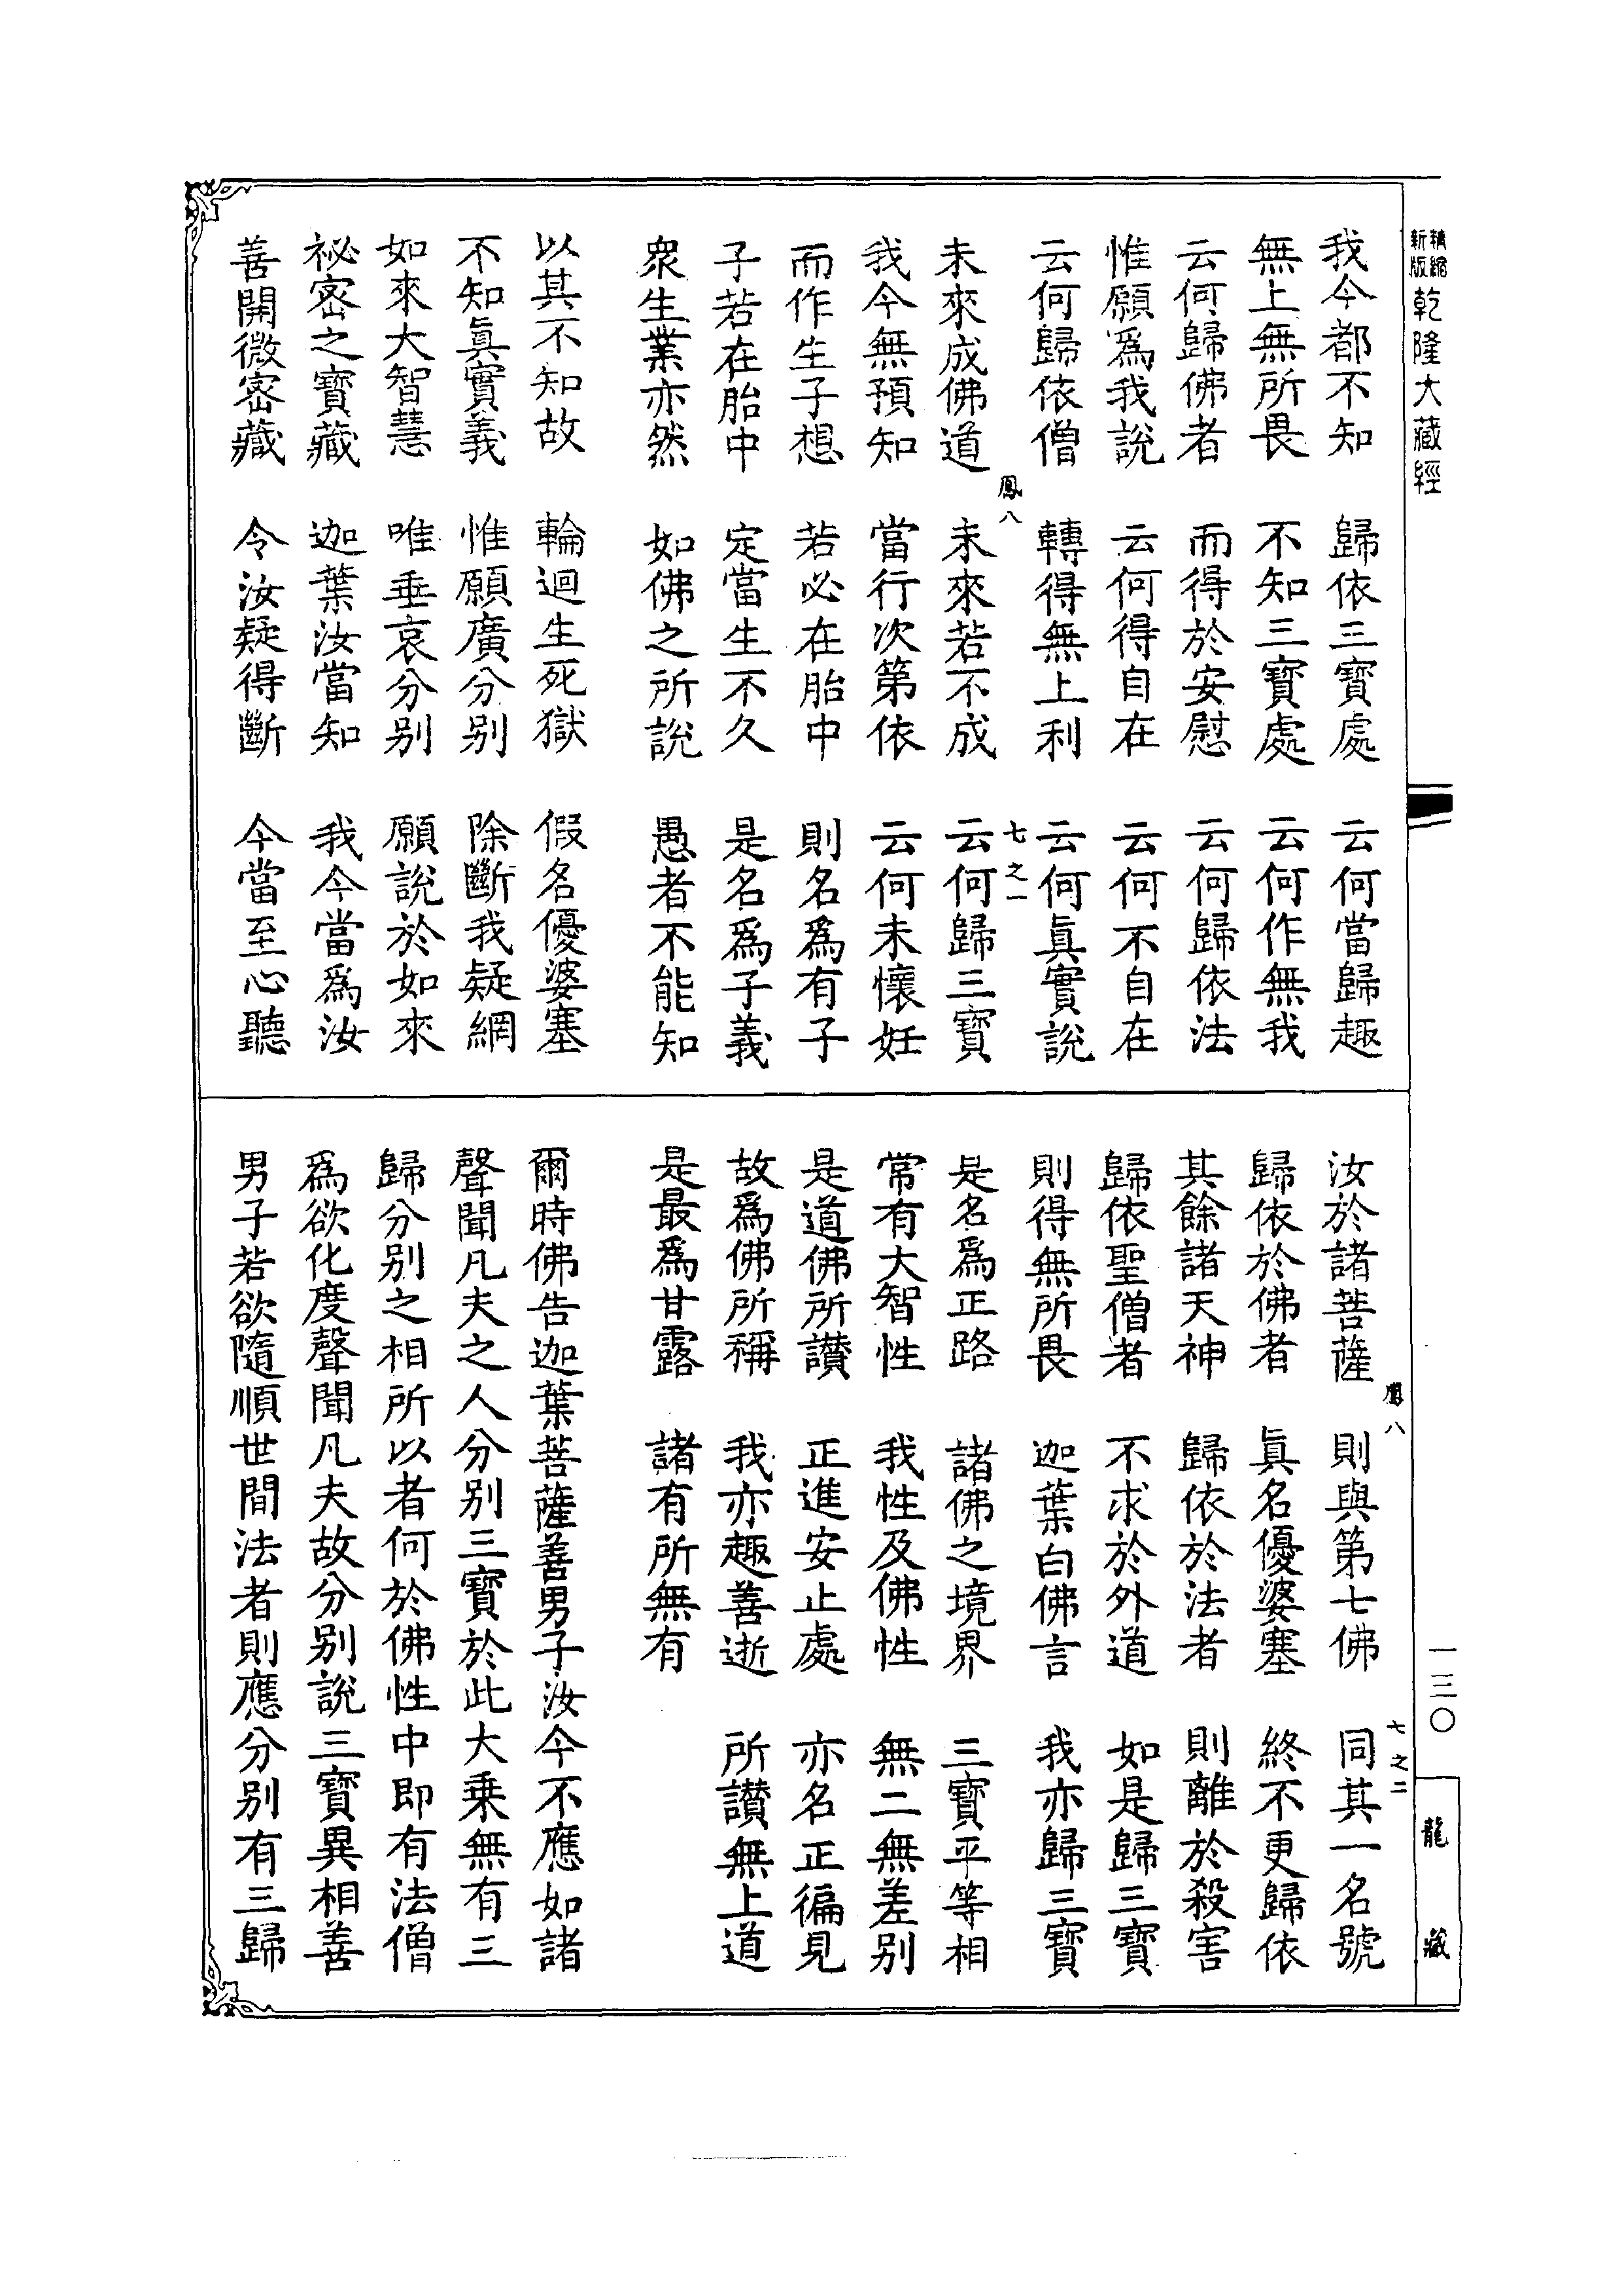 新版
精縮
乾隆大藏經
一三〇
龍藏
我今都不知 歸依三寶處 云何當歸趣
無上無所畏 不知三寶處 云何作無我
云何歸佛者 而得於安慰 云何歸依法
惟願為我說 云何得自在 云何不自在
云何歸依僧 轉得無上利 云何真實說
鳳八 七之一
未來成佛道 未來若不成 云何歸三寶
我今無預知 當行次第依 云何未懷妊
而作生子想 若必在胎中 則名為有子
子若在胎中 定當生不久 是名為子義
眾生業亦然 如佛之所說 愚者不能知
以其不知故 輪迴生死獄 假名優婆塞
不知真實義 惟願廣分別 除斷我疑網
如來大智慧 唯垂哀分別 願說於如來
祕密之寶藏 迦葉汝當知 我今當為汝
善開微密藏 令汝疑得斷 今當至心聽
鳳八 七之二
汝於諸菩薩 則與第七佛 同其一名號
歸依於佛者 真名優婆塞 終不更歸依
其餘諸天神 歸依於法者 則離於殺害
歸依聖僧者 不求於外道 如是歸三寶
則得無所畏 迦葉白佛言 我亦歸三寶
是名為正路 諸佛之境界 三寶平等相
常有大智性 我性及佛性 無二無差別
是道佛所讚 正進安止處 亦名正徧見
故為佛所稱 我亦趣善逝 所讚無上道
是最為甘露 諸有所無有
爾時佛告迦葉菩薩善男子汝今不應如諸
聲聞凡夫之人分別三寶於此大乘無有三
歸分別之相所以者何於佛性中即有法僧
為欲化度聲聞凡夫故分別說三寶異相善
男子若欲隨順世間法者則應分別有三歸